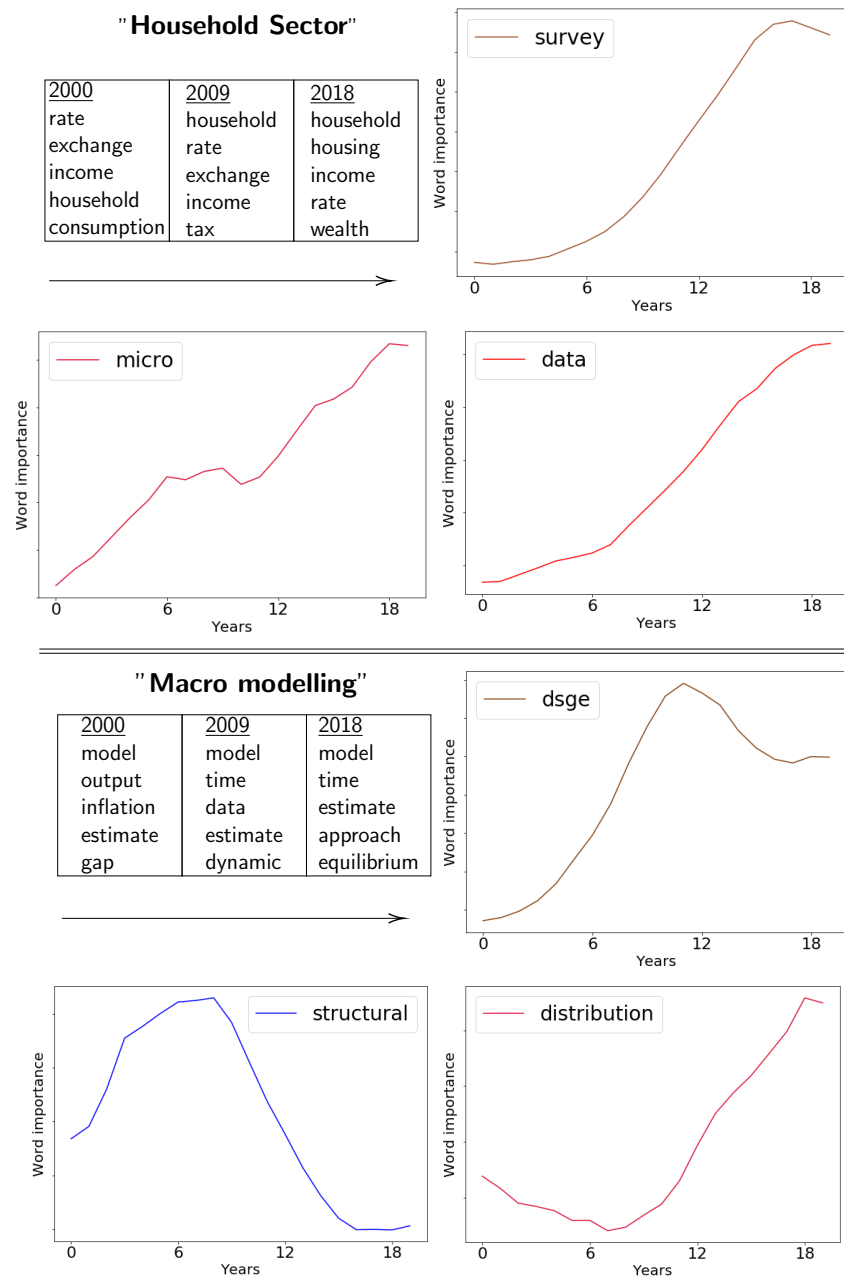 "Household Sector"
2000 2009 2018
rate household household
exchange rate housing
income exchange income
household income rate
consumption tax wealth
survey
Word importance
0 6 12 18
Years
micro
Word importance
0 6 12 18
Years
data
Word importance
0 6 12 18
Years
"Macro modelling"
2000 2009 2018
model model model
output time time
inflation data estimate
estimate estimate approach
gap dynamic equilibrium
dsge
Word importance
0 6 12 18
Years
structural
Word importance
0 6 12 18
Years
distribution
Word importance
0 6 12 18
Years